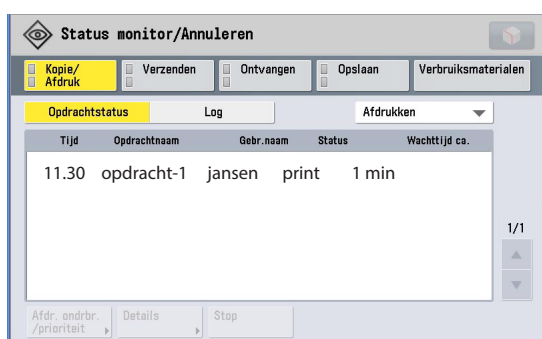 Status monitor/Annuleren
Kopie/ Verzenden Ontvangen Opslaan Verbruiksmaterialen
Afdruk
Opdrachtstatus Log Afdrukken
Tijd Opdrachtnaam Gebr.naam Status Wachttijd ca.
11.30 opdracht-1 jansen print 1 min
1/1
Afdr. ondrbr. Details Stop
/prioriteit